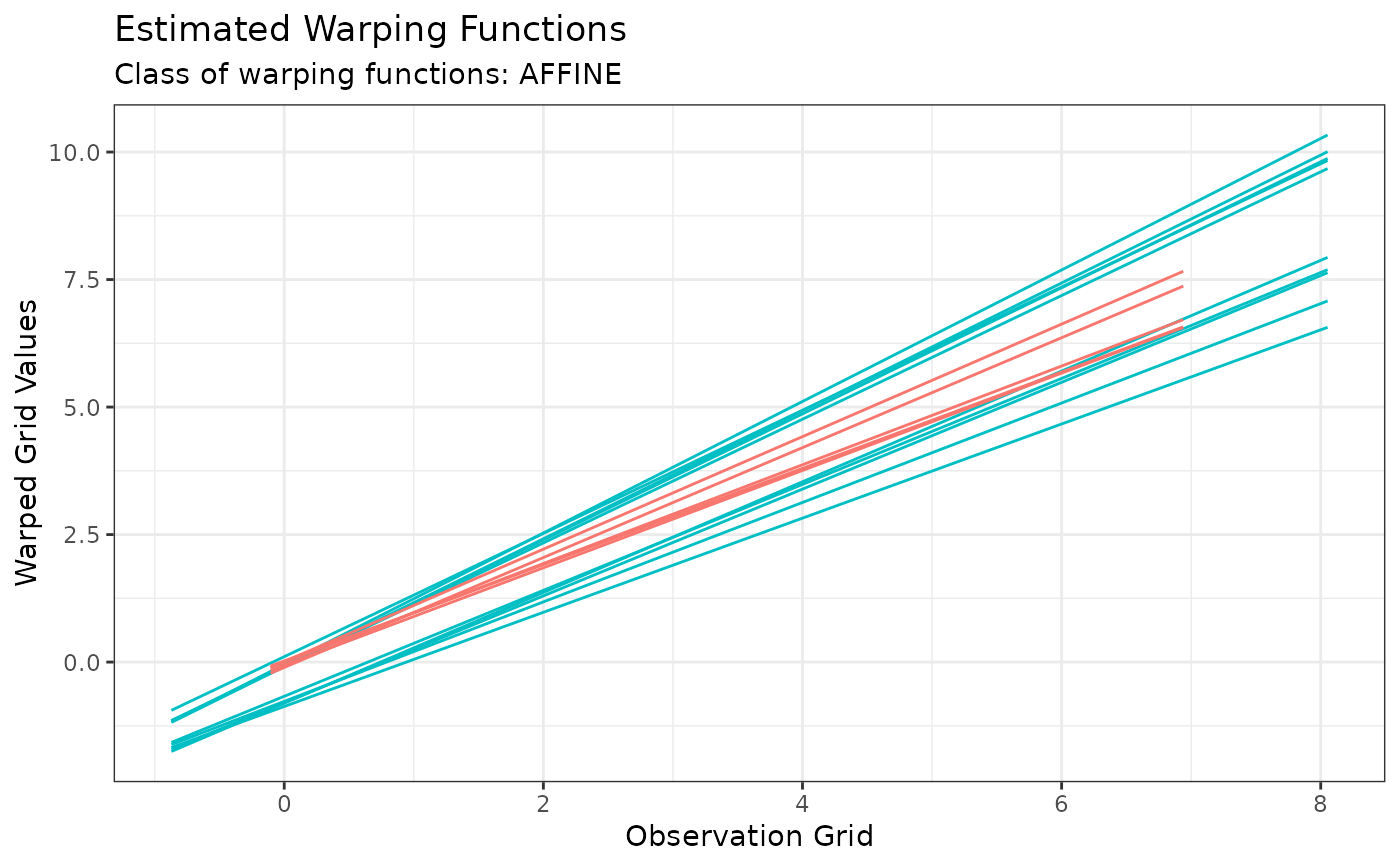 Estimated Warping Functions
Class of warping functions: AFFINE
Warped Grid Values
10.0
7.5
5.0
2.5
0.0
0 2 4 6 8
Observation Grid